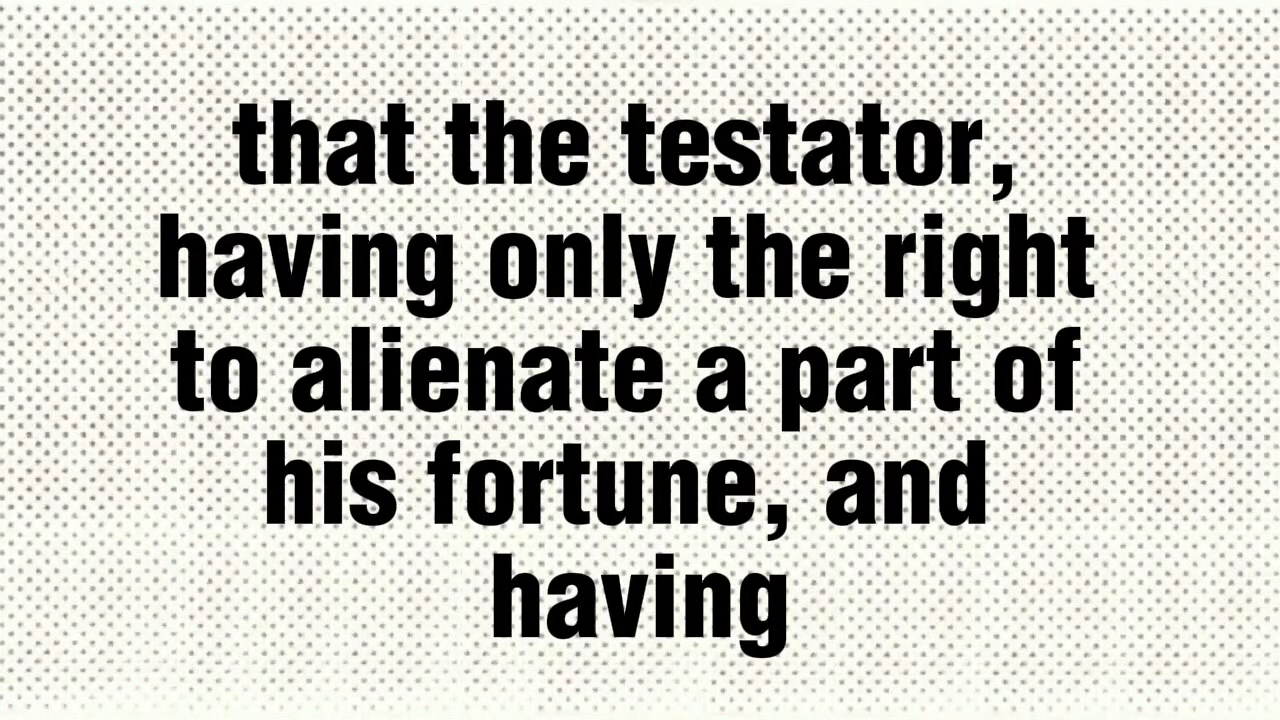 that the testator,
having only the right
to alienate a part of
his fortune, and
having